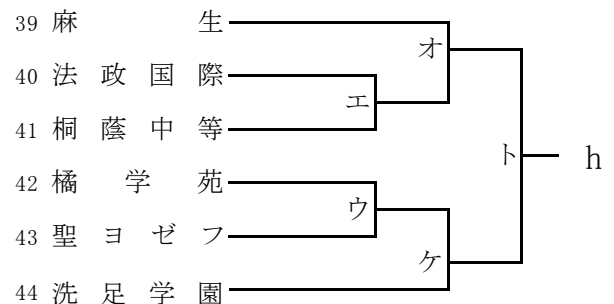 39 麻生
オ
40 法政国際
エ
41 桐蔭中等
ト h
42 橘学苑
ウ
43 聖ヨゼフ
ケ
44 洗足学園